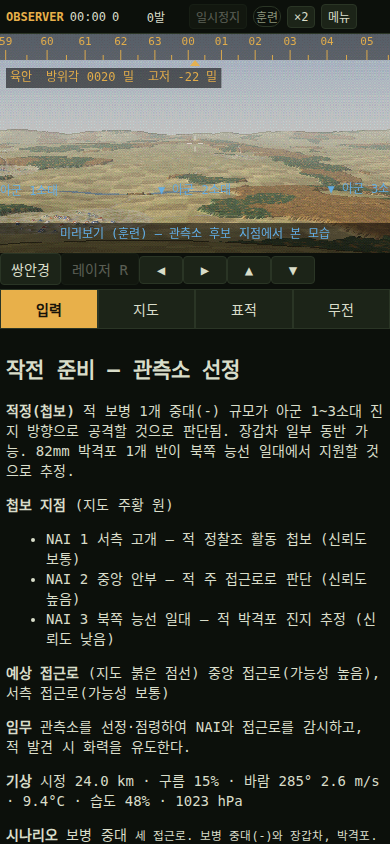 OBSERVER 00:00 0 0발 일시정지 훈련 ×2 메뉴
59 60 61 62 63 00 01 02 03 04 05
육안 방위각 0020 밀 고저 -22 밀
미리보기 (훈련) — 관측소 후보 지점에서 본 모습
쌍안경 레이저 R ◀ ▶ ▲ ▼
입력 지도 표적 무전
작전 준비 — 관측소 선정
적정(첩보) 적 보병 1개 중대(-) 규모가 아군 1~3소대 진
지 방향으로 공격할 것으로 판단됨. 장갑차 일부 동반 가
능. 82mm 박격포 1개 반이 북쪽 능선 일대에서 지원할 것
으로 추정.
첩보 지점 (지도 주황 원)
• NAI 1 서측 고개 — 적 정찰조 활동 첩보 (신뢰도
보통)
• NAI 2 중앙 안부 — 적 주 접근로로 판단 (신뢰도
높음)
• NAI 3 북쪽 능선 일대 — 적 박격포 진지 추정 (신
뢰도 낮음)
예상 접근로 (지도 붉은 점선) 중앙 접근로(가능성 높음),
서측 접근로(가능성 보통)
임무 관측소를 선정·점령하여 NAI와 접근로를 감시하고,
적 발견 시 화력을 유도한다.
기상 시정 24.0 km · 구름 15% · 바람 285° 2.6 m/s
· 9.4°C · 습도 48% · 1023 hPa
시나리오 보병 중대 세 접근로. 보병 중대(-)와 장갑차, 박격포.